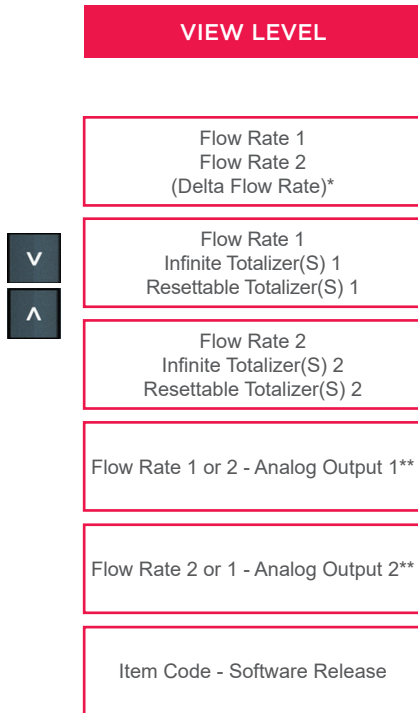 VIEW LEVEL
Flow Rate 1
Flow Rate 2
(Delta Flow Rate)*
Flow Rate 1
Infinite Totalizer(S) 1
Resettable Totalizer(S) 1
Flow Rate 2
Infinite Totalizer(S) 2
Resettable Totalizer(S) 2
Flow Rate 1 or 2 - Analog Output 1**
Flow Rate 2 or 1 - Analog Output 2**
Item Code - Software Release